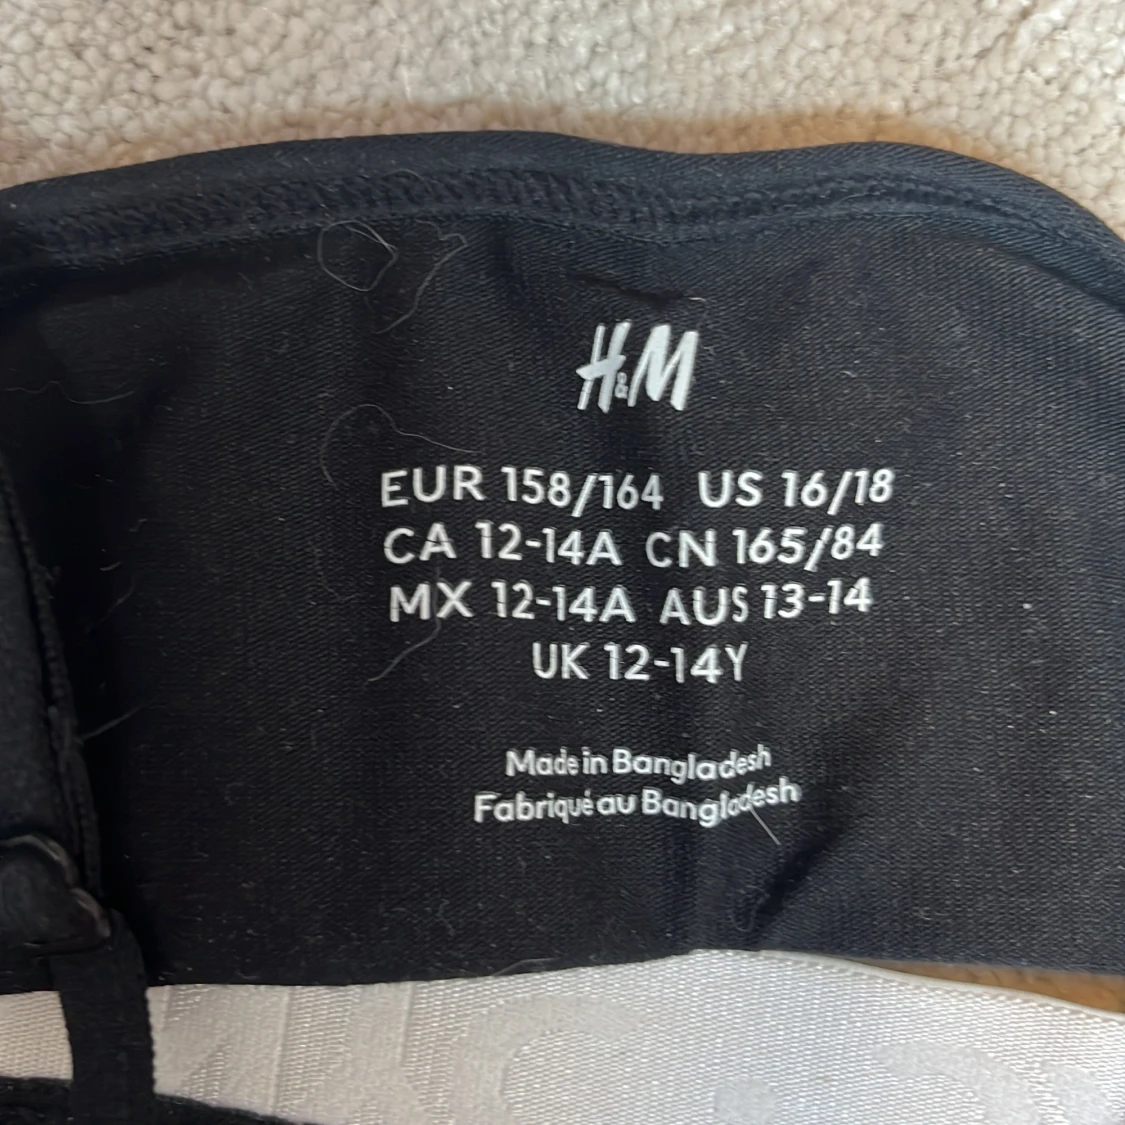 H&M
EUR 158/164 US 16/18
CA 12-14A CN 165/84
MX 12-14A AUS 13-14
UK 12-14Y
Made in Bangladesh
Fabriqué au Bangladesh